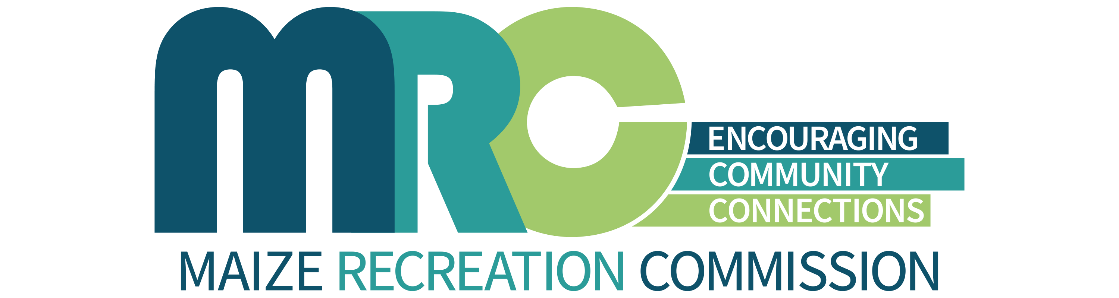 MRC
ENCOURAGING
COMMUNITY
CONNECTIONS
MAIZE RECREATION COMMISSION